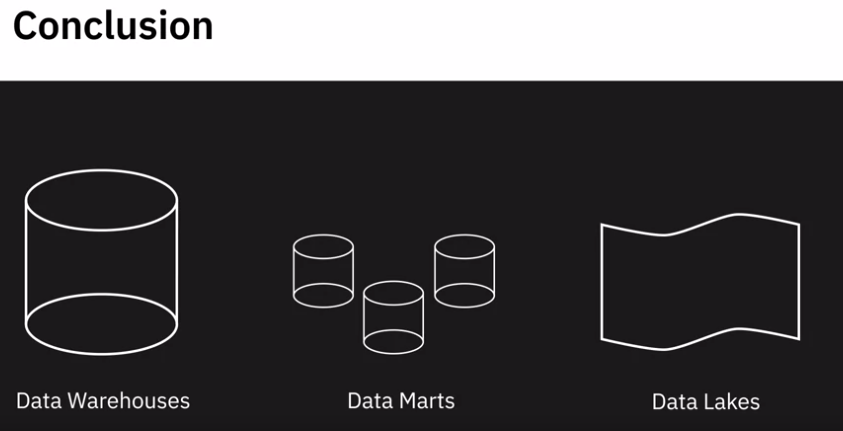 Conclusion
Data Warehouses
Data Marts
Data Lakes